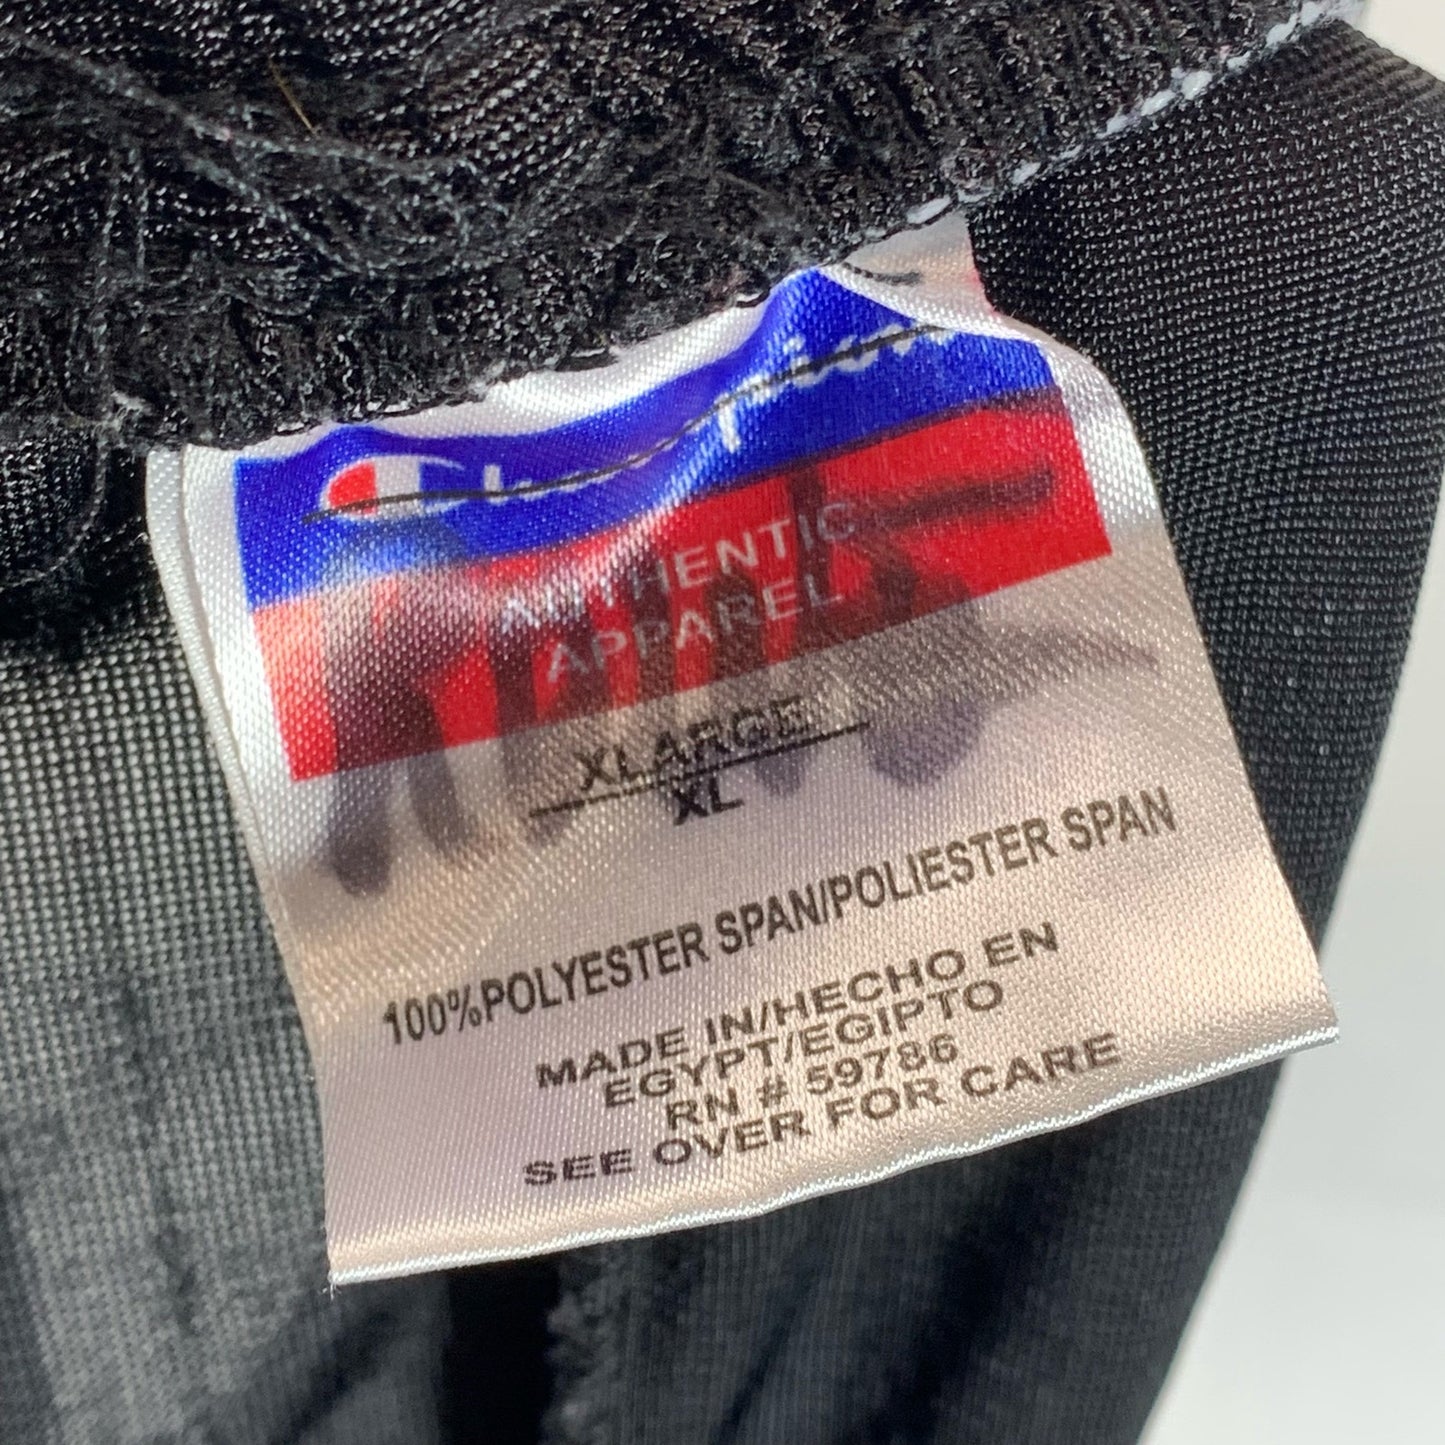 Champion
AUTHENTIC
APPAREL
XLARGE
XL
100%POLYESTER SPAN/POLIESTER SPAN
MADE IN/HECHO EN
EGYPT/EGIPTO
RN # 59786
SEE OVER FOR CARE